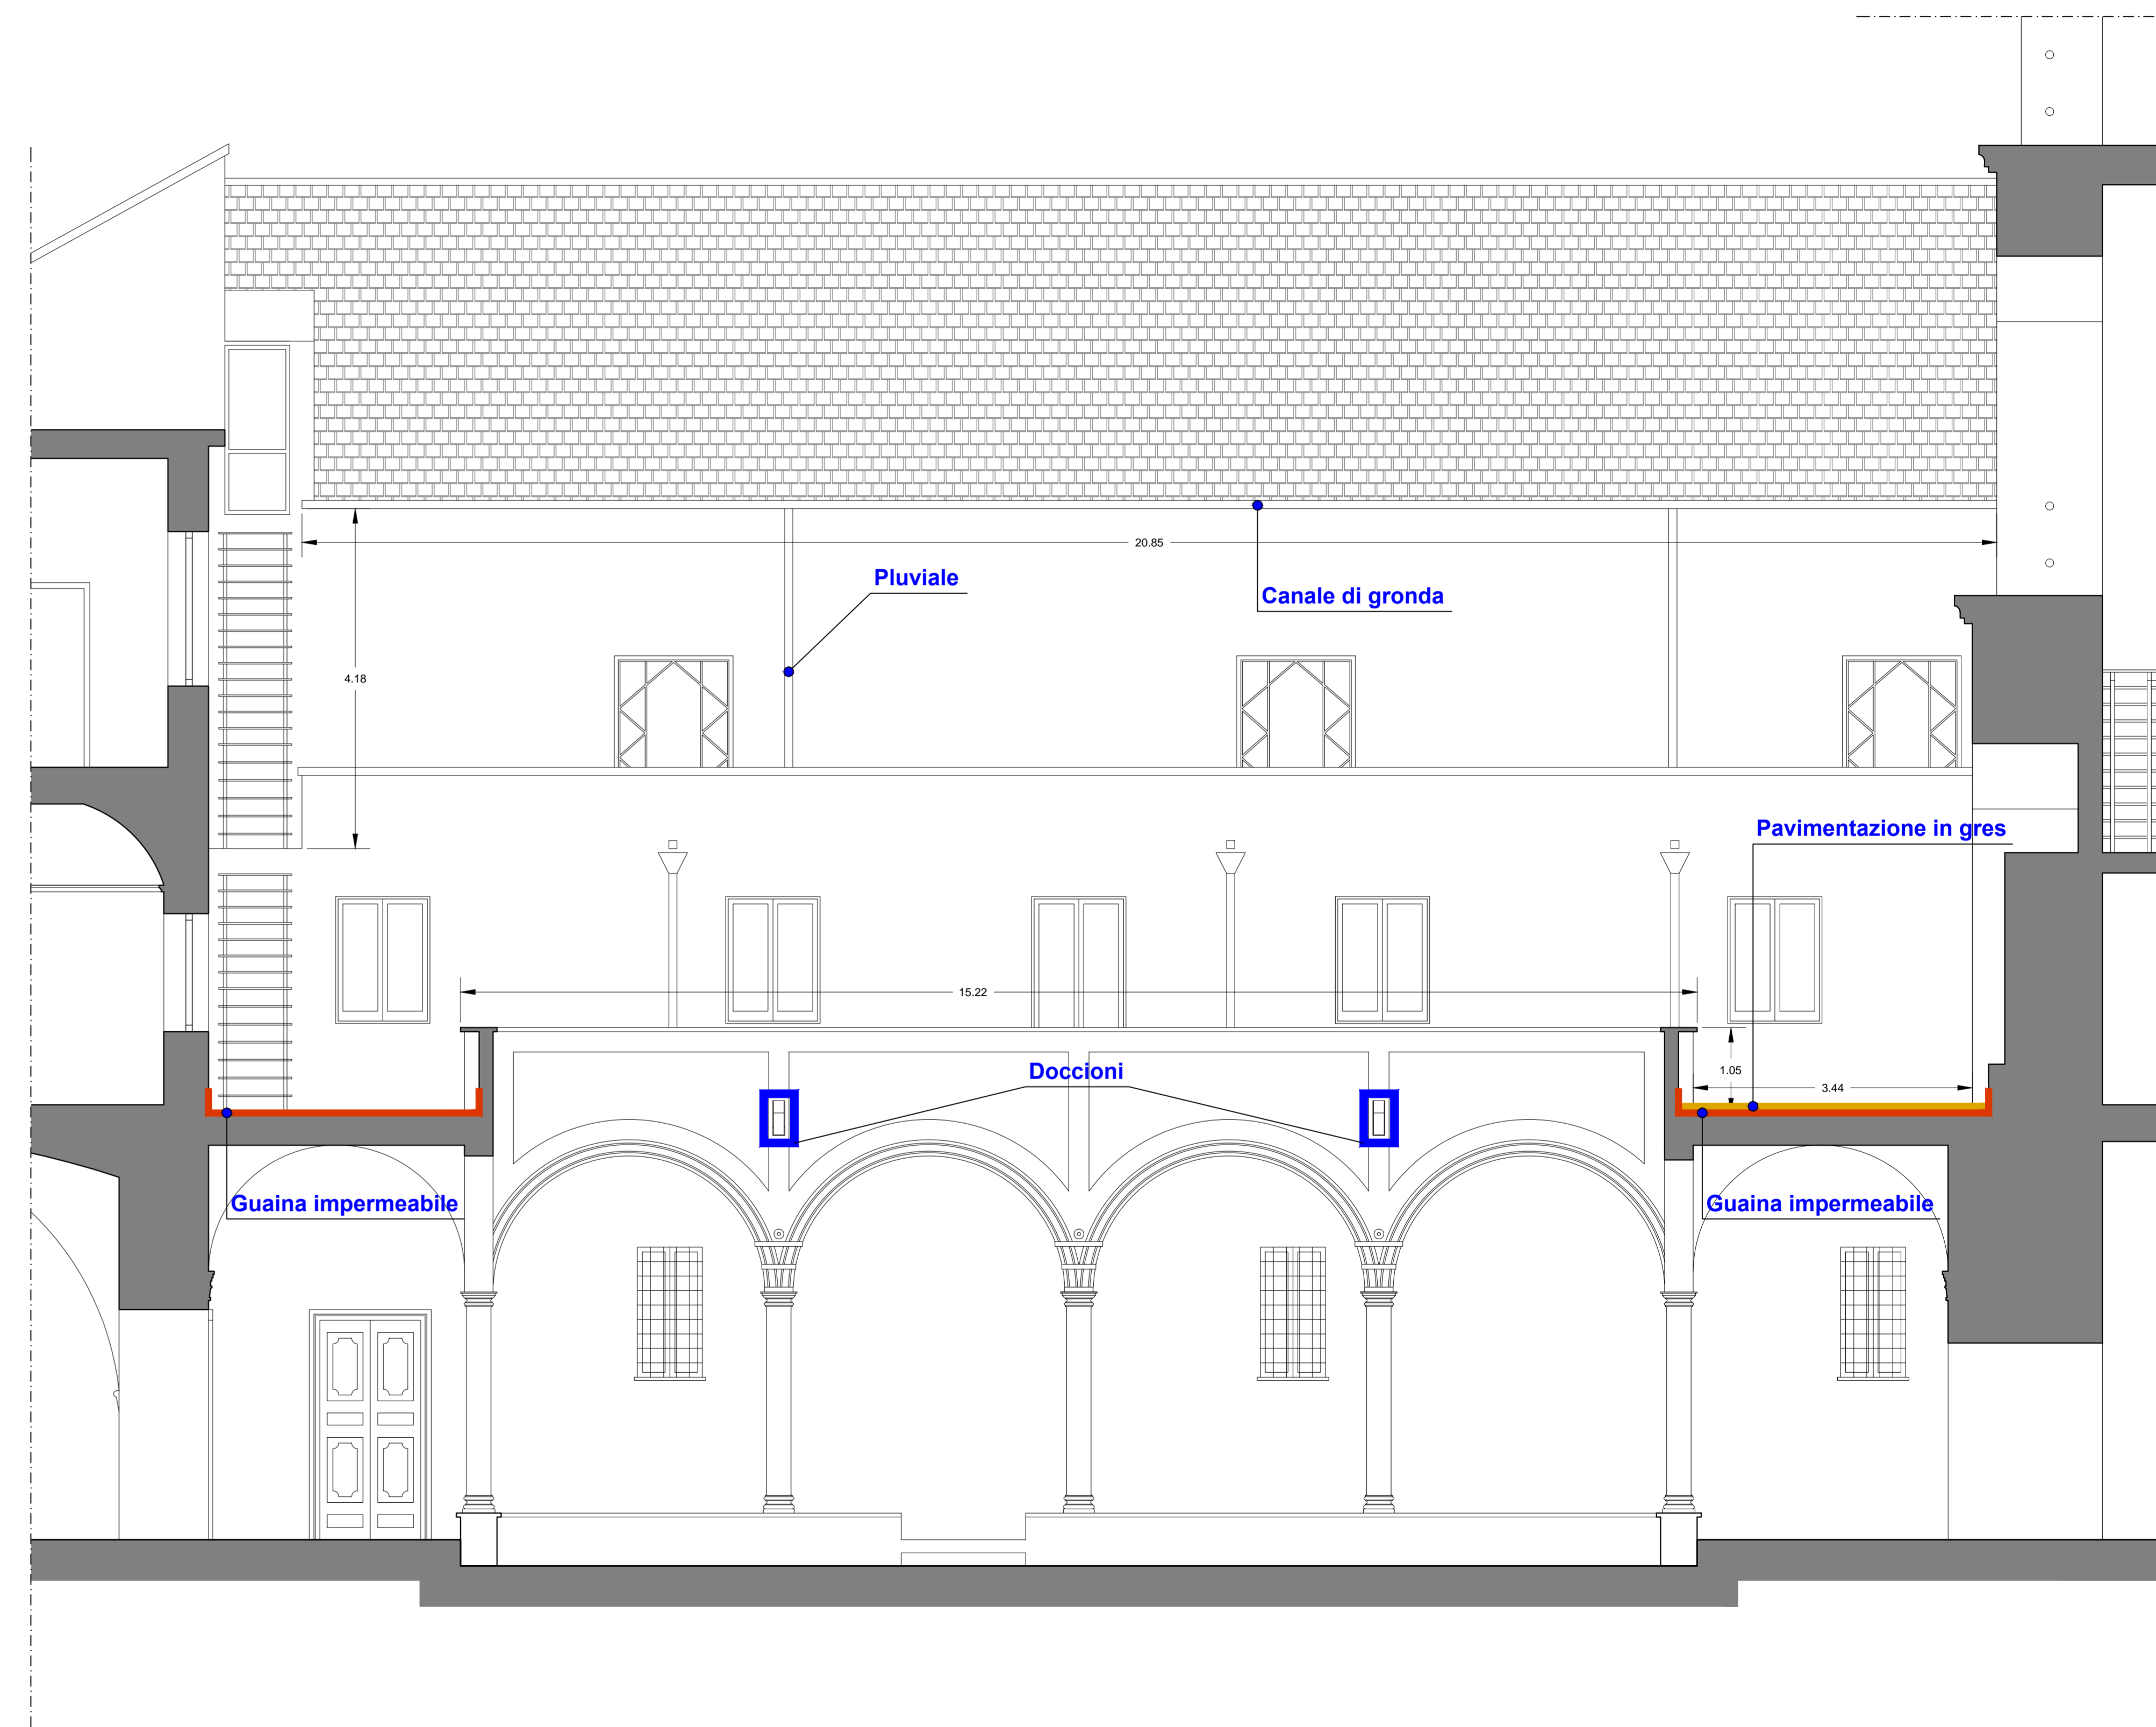 20.85
Pluviale
Canale di gronda
4.18
Pavimentazione in gres
15.22
Doccioni
1.05
3.44
Guaina impermeabile
Guaina impermeabile